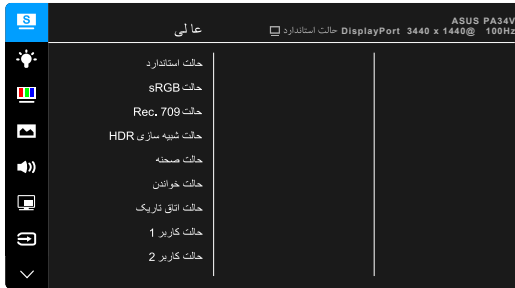 S
ASUS PA34V
عالی
حالت استاندارد DisplayPort 3440 x 1440@ 100Hz
حالت استاندارد
حالت sRGB
حالت Rec. 709
حالت شبیه سازی HDR
حالت صحنه
حالت خواندن
حالت اتاق تاریک
حالت کاربر 1
حالت کاربر 2